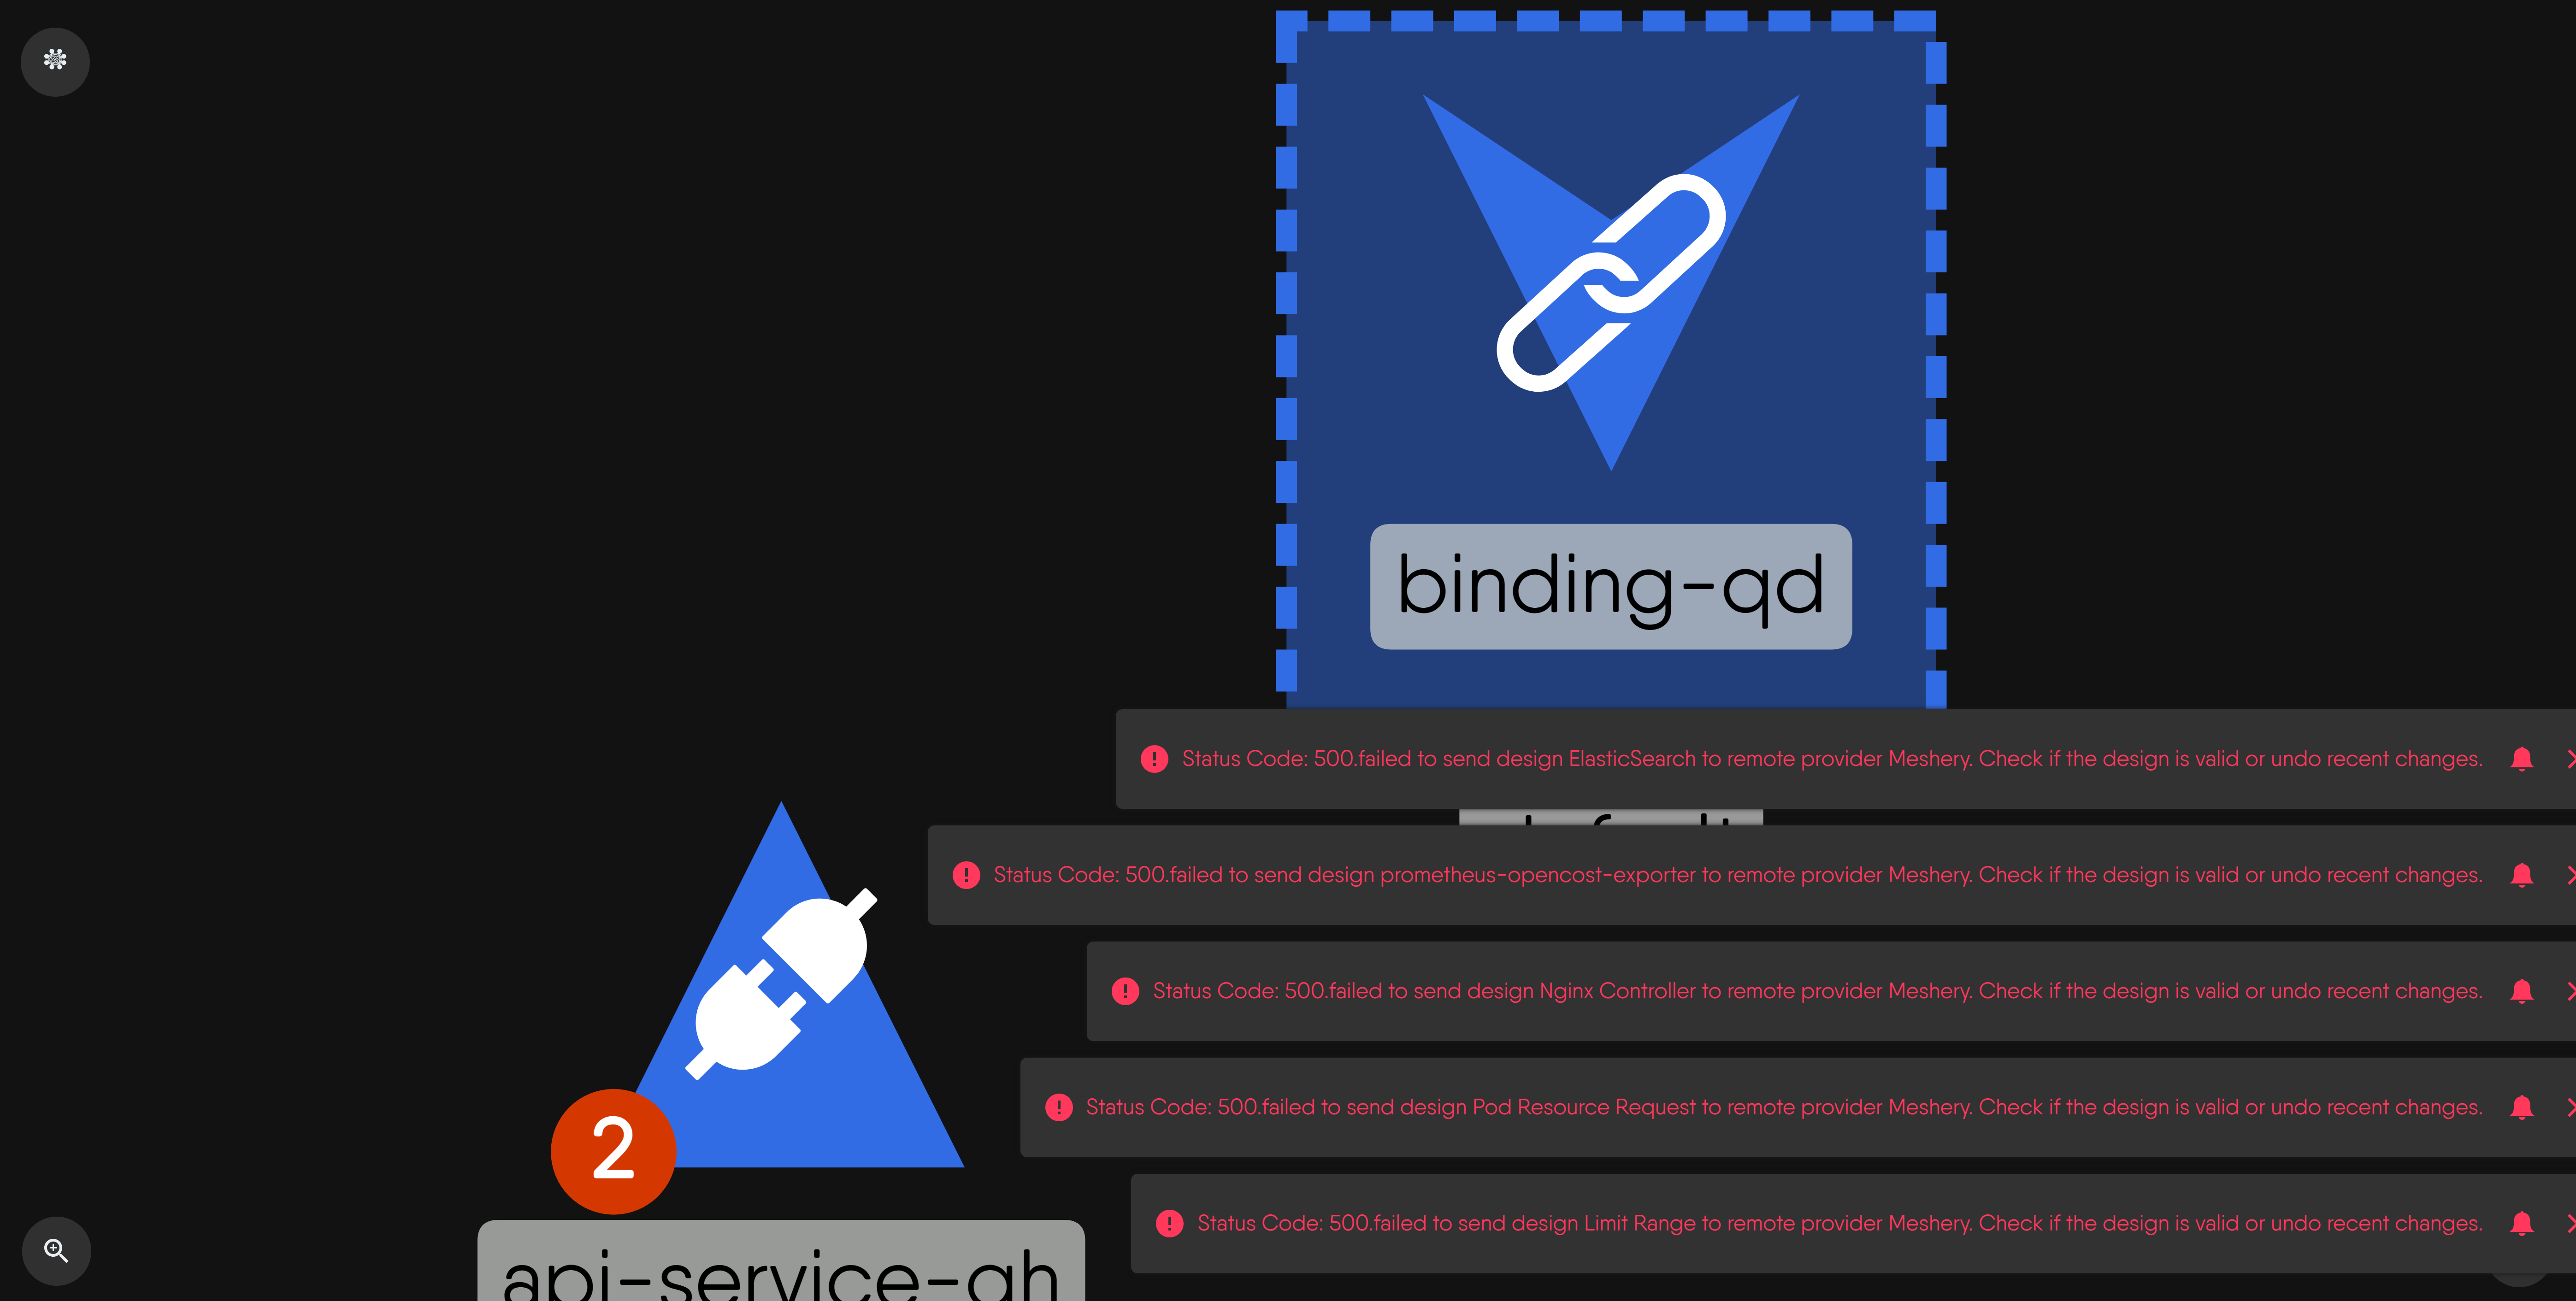 binding-qd
Status Code: 500.failed to send design ElasticSearch to remote provider Meshery. Check if the design is valid or undo recent changes.
Status Code: 500.failed to send design prometheus-opencost-exporter to remote provider Meshery. Check if the design is valid or undo recent changes.
Status Code: 500.failed to send design Nginx Controller to remote provider Meshery. Check if the design is valid or undo recent changes.
Status Code: 500.failed to send design Pod Resource Request to remote provider Meshery. Check if the design is valid or undo recent changes.
2
Status Code: 500.failed to send design Limit Range to remote provider Meshery. Check if the design is valid or undo recent changes.